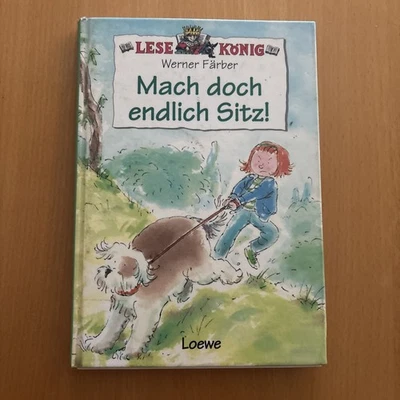 LESE KÖNIG
Werner Färber
Mach doch
endlich Sitz!
Loewe